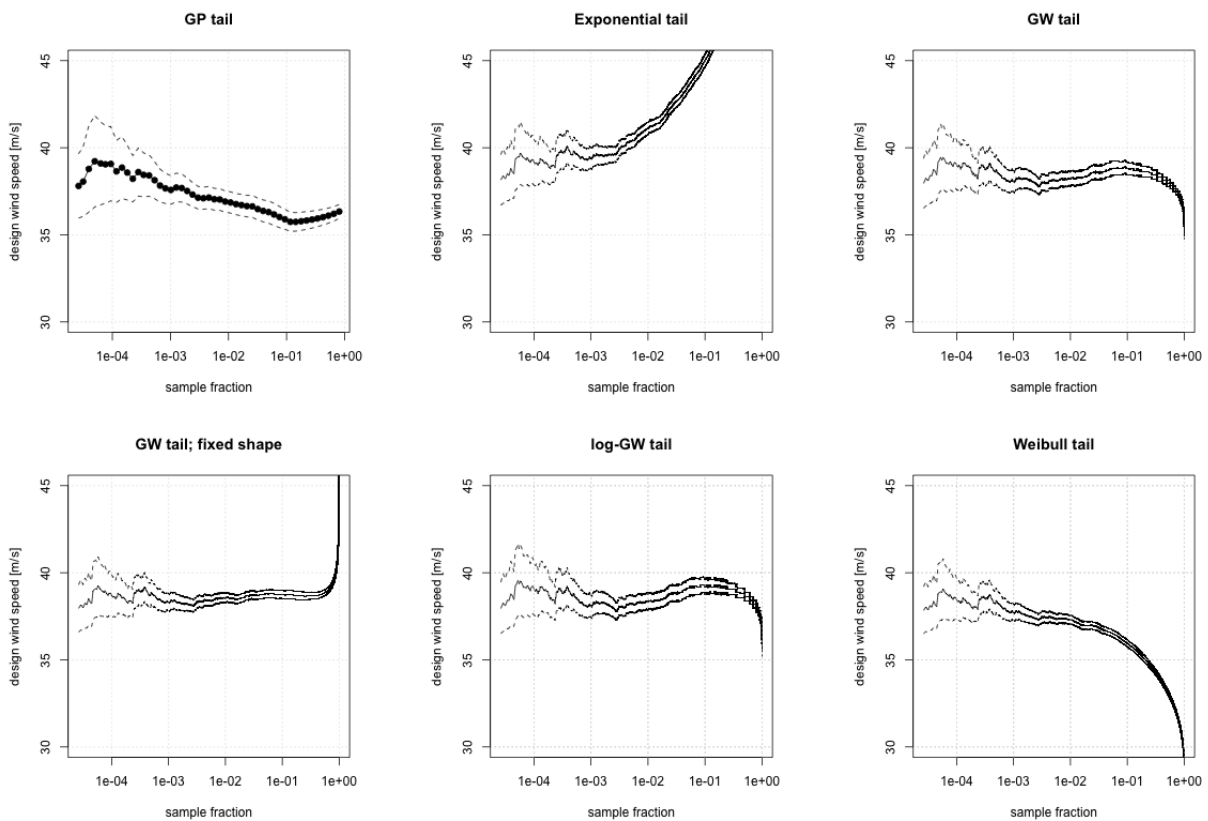 GP tail
Exponential tail
GW tail
design wind speed [m/s]
45
40
35
30
1e-04 1e-03 1e-02 1e-01 1e+00
sample fraction
design wind speed [m/s]
45
40
35
30
1e-04 1e-03 1e-02 1e-01 1e+00
sample fraction
design wind speed [m/s]
45
40
35
30
1e-04 1e-03 1e-02 1e-01 1e+00
sample fraction
GW tail; fixed shape
log-GW tail
Weibull tail
design wind speed [m/s]
45
40
35
30
1e-04 1e-03 1e-02 1e-01 1e+00
sample fraction
design wind speed [m/s]
45
40
35
30
1e-04 1e-03 1e-02 1e-01 1e+00
sample fraction
design wind speed [m/s]
45
40
35
30
1e-04 1e-03 1e-02 1e-01 1e+00
sample fraction